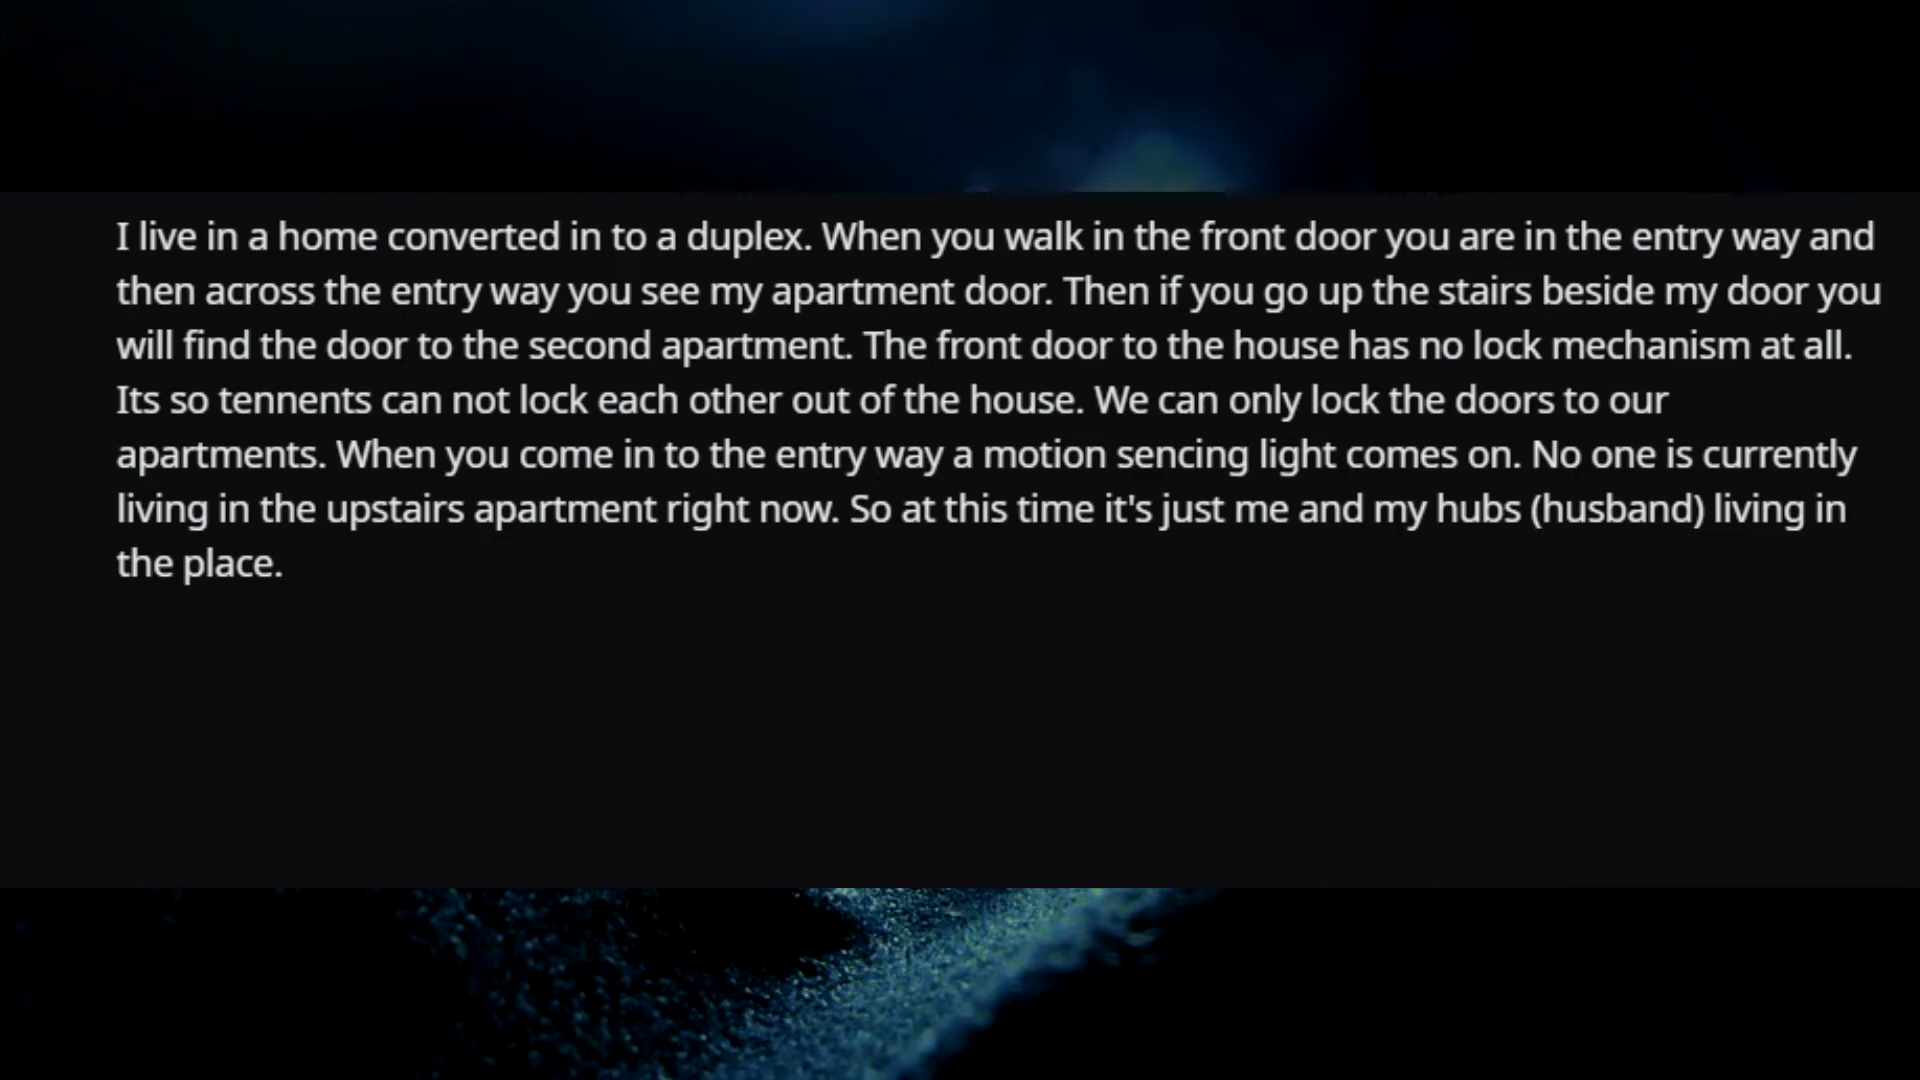 I live in a home converted in to a duplex. When you walk in the front door you are in the entry way and
then across the entry way you see my apartment door. Then if you go up the stairs beside my door you
will find the door to the second apartment. The front door to the house has no lock mechanism at all.
Its so tennents can not lock each other out of the house. We can only lock the doors to our
apartments. When you come in to the entry way a motion sencing light comes on. No one is currently
living in the upstairs apartment right now. So at this time it's just me and my hubs (husband) living in
the place.